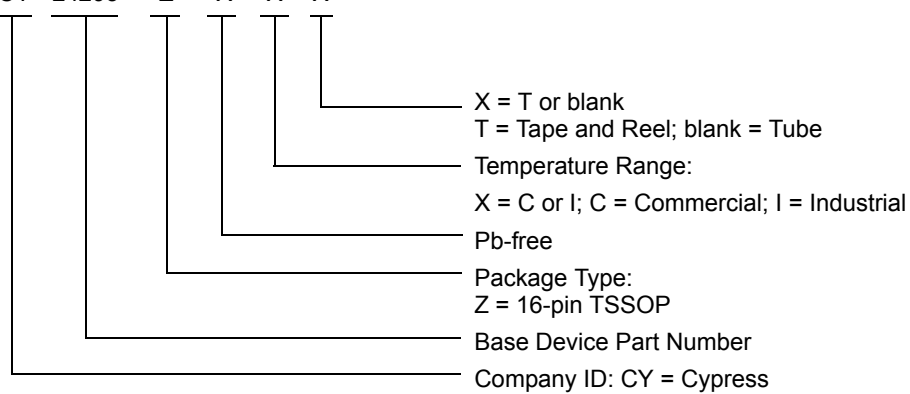 X = T or blank
T = Tape and Reel; blank = Tube
Temperature Range:
X = C or I; C = Commercial; I = Industrial
Pb-free
Package Type:
Z = 16-pin TSSOP
Base Device Part Number
Company ID: CY = Cypress